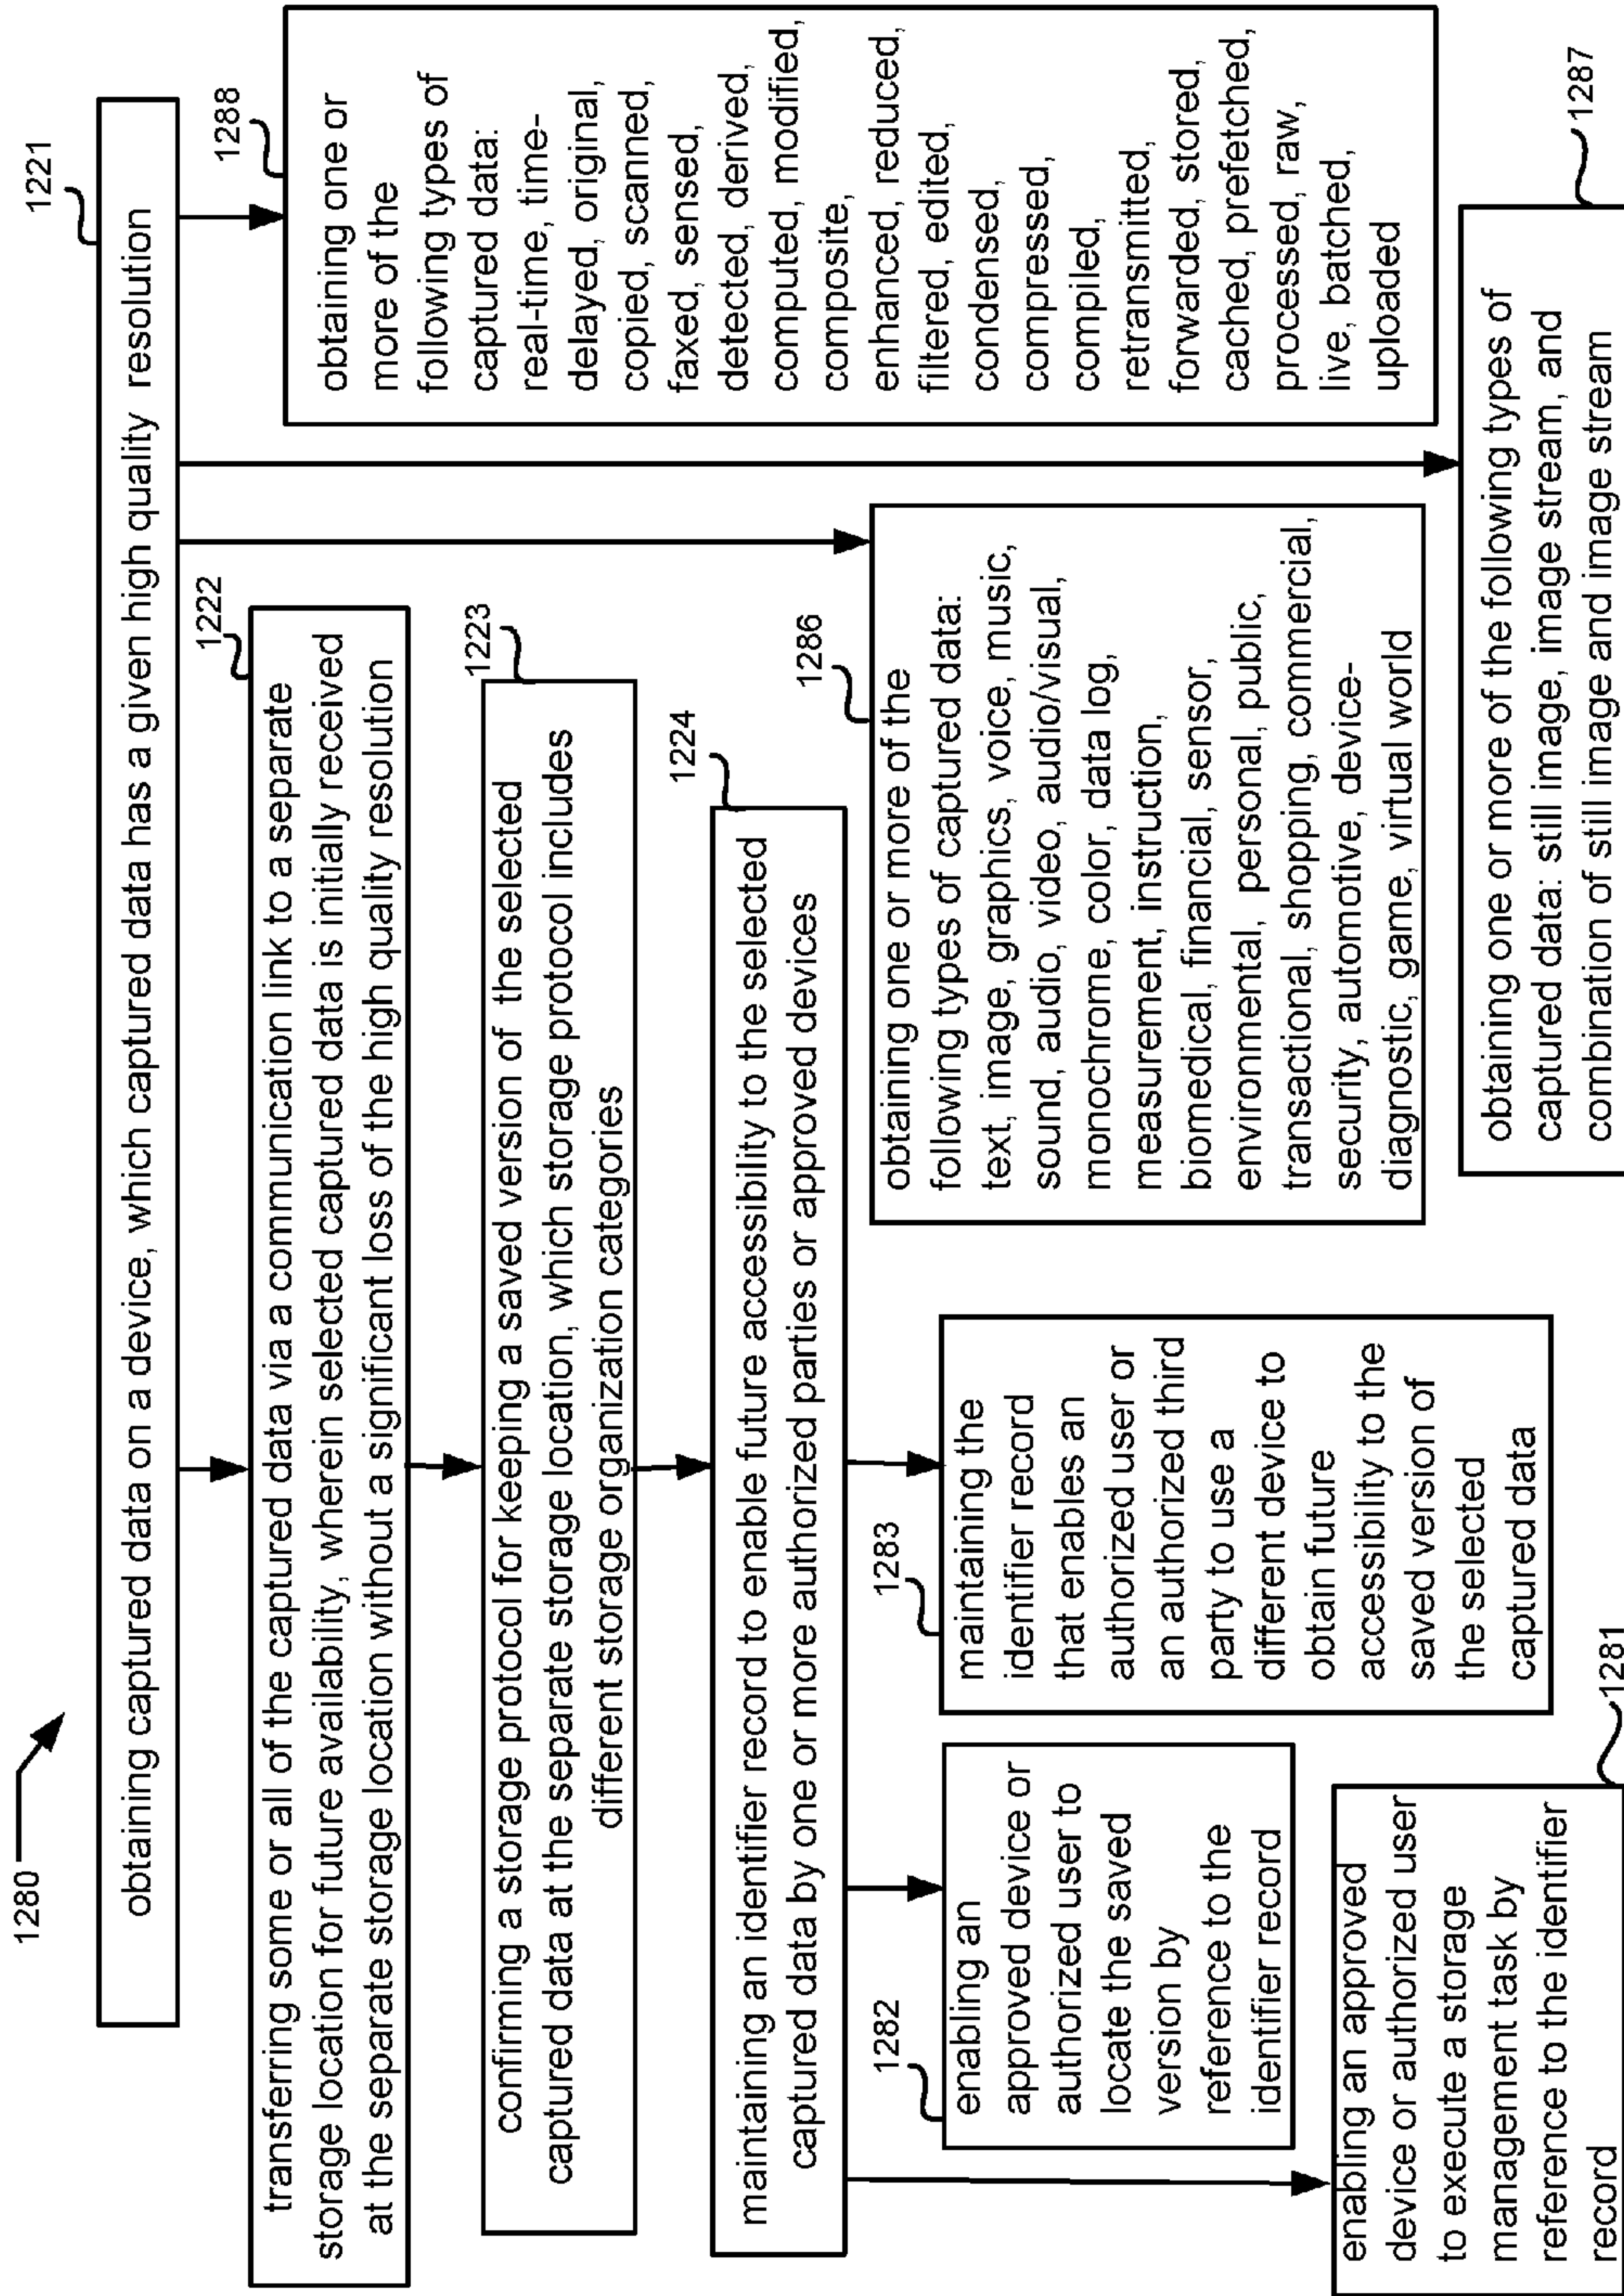 1280
1221
obtaining captured data on a device, which captured data has a given high quality resolution
1222
transferring some or all of the captured data via a communication link to a separate
storage location for future availability, wherein selected captured data is initially received
at the separate storage location without a significant loss of the high quality resolution
1223
confirming a storage protocol for keeping a saved version of the selected
captured data at the separate storage location, which storage protocol includes
different storage organization categories
1224
maintaining an identifier record to enable future accessibility to the selected
captured data by one or more authorized parties or approved devices
1282
enabling an
approved device or
authorized user to
locate the saved
version by
reference to the
identifier record
1281
enabling an approved
device or authorized user
to execute a storage
management task by
reference to the identifier
record
1283
maintaining the
identifier record
that enables an
authorized user or
an authorized third
party to use a
different device to
obtain future
accessibility to the
saved version of
the selected
captured data
1286
obtaining one or more of the
following types of captured data:
text, image, graphics, voice, music,
sound, audio, video, audio/visual,
monochrome, color, data log,
measurement, instruction,
biomedical, financial, sensor,
environmental, personal, public,
transactional, shopping, commercial,
security, automotive, device-
diagnostic, game, virtual world
1288
obtaining one or
more of the
following types of
captured data:
real-time, time-
delayed, original,
copied, scanned,
faxed, sensed,
detected, derived,
computed, modified,
composite,
enhanced, reduced,
filtered, edited,
condensed,
compressed,
compiled,
retransmitted,
forwarded, stored,
cached, prefetched,
processed, raw,
live, batched,
uploaded
1287
obtaining one or more of the following types of
captured data: still image, image stream, and
combination of still image and image stream